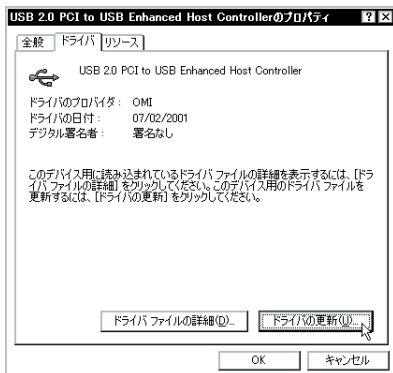 USB 2.0 PCI to USB Enhanced Host Controllerのプロパティ
全般 ドライバ リソース
USB 2.0 PCI to USB Enhanced Host Controller
ドライバのプロバイダ: OMI
ドライバの日付: 07/02/2001
デジタル署名者: 署名なし
このデバイス用に読み込まれているドライバ ファイルの詳細を表示するには、[ドラ
イバ ファイルの詳細] をクリックしてください。このデバイス用のドライバ ファイルを
更新するには、[ドライバの更新] をクリックしてください。
ドライバ ファイルの詳細(D)... ドライバの更新(U)...
OK キャンセル